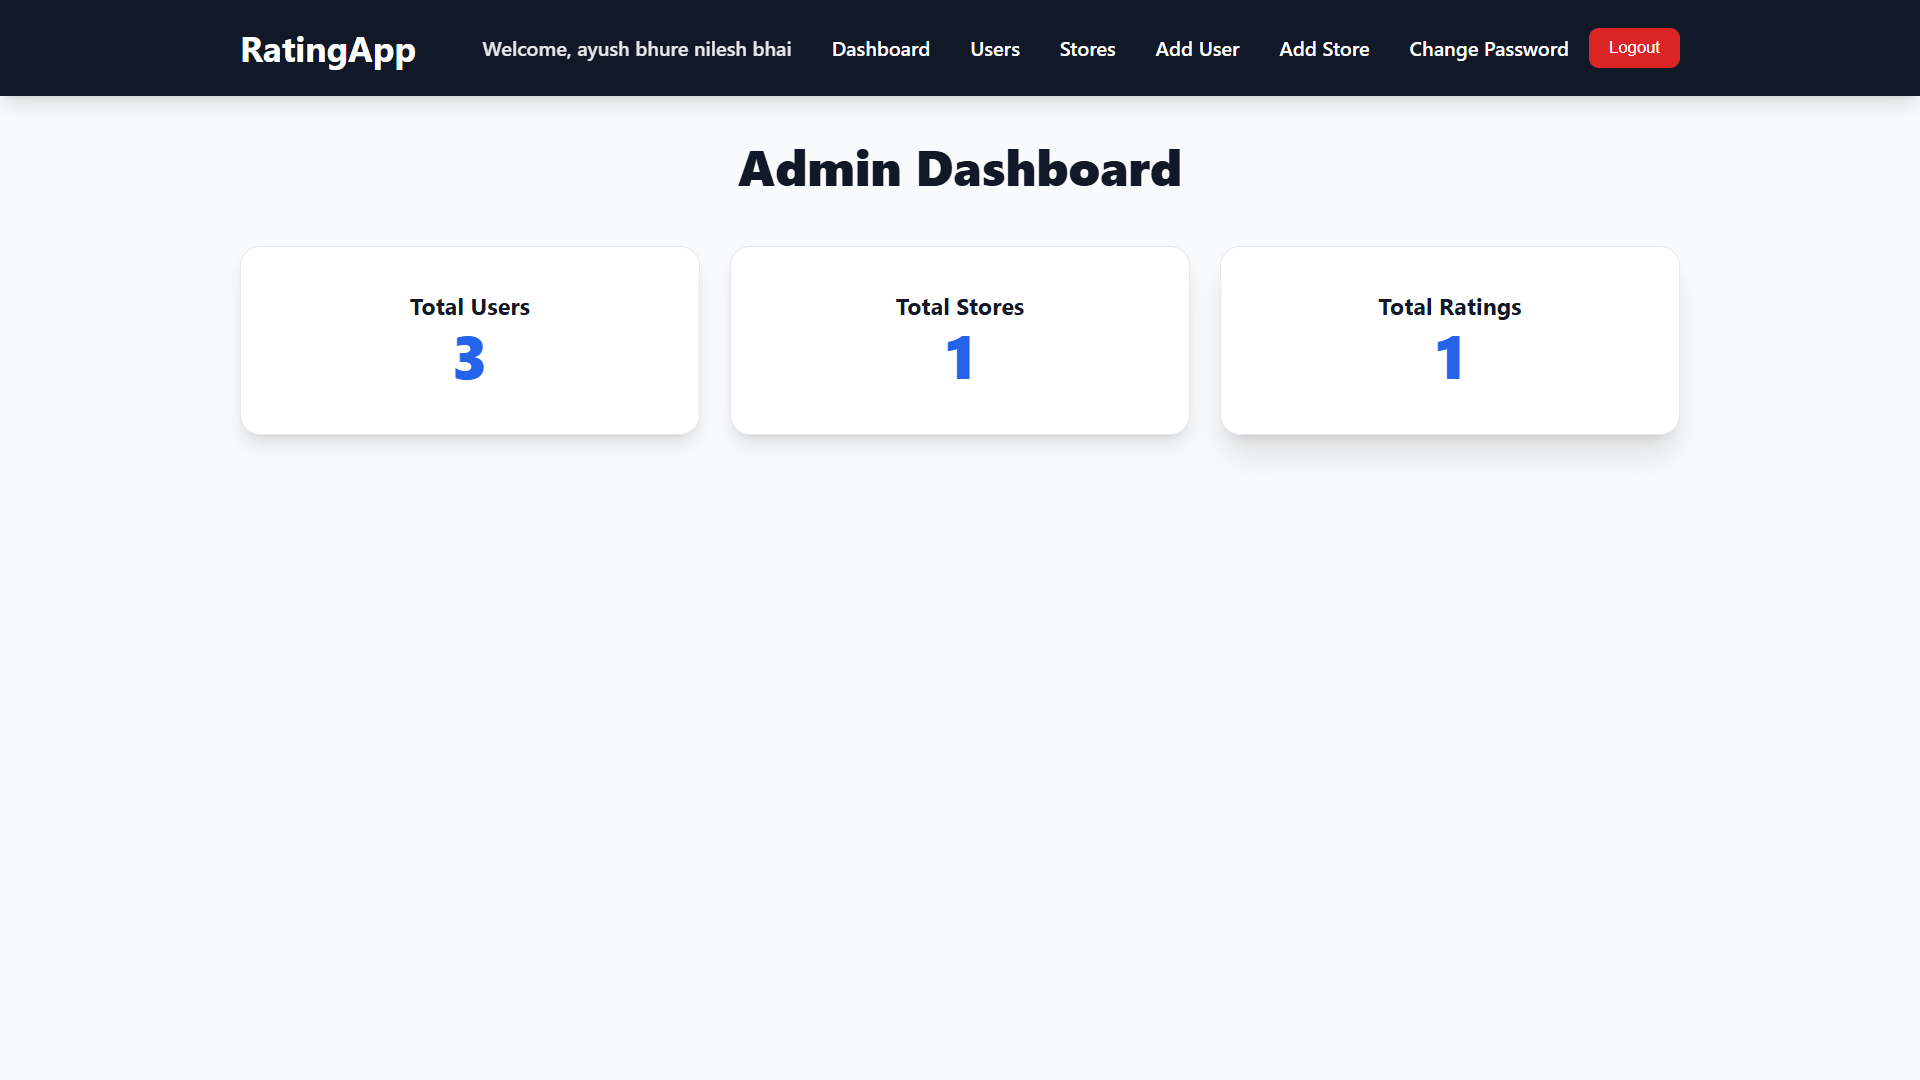 RatingApp Welcome, ayush bhure nilesh bhai Dashboard Users Stores Add User Add Store Change Password Logout
Admin Dashboard
Total Users
3
Total Stores
1
Total Ratings
1